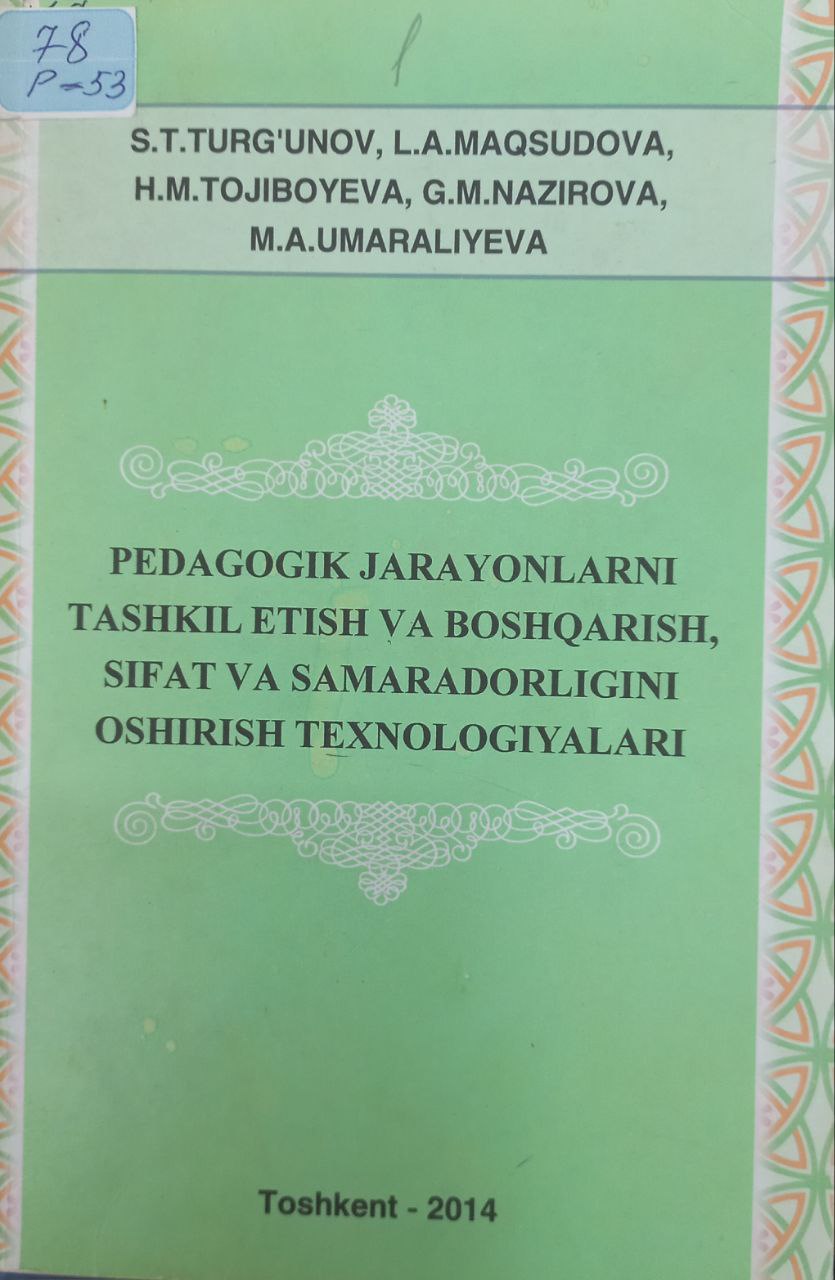 78
P-53
S.T.TURG'UNOV, L.A.MAQSUDOVA,
H.M.TOJIBOYEVA, G.M.NAZIROVA,
M.A.UMARALIYEVA
PEDAGOGIK JARAYONLARNI
TASHKIL ETISH VA BOSHQARISH,
SIFAT VA SAMARADORLIGINI
OSHIRISH TEXNOLOGIYALARI
Toshkent - 2014